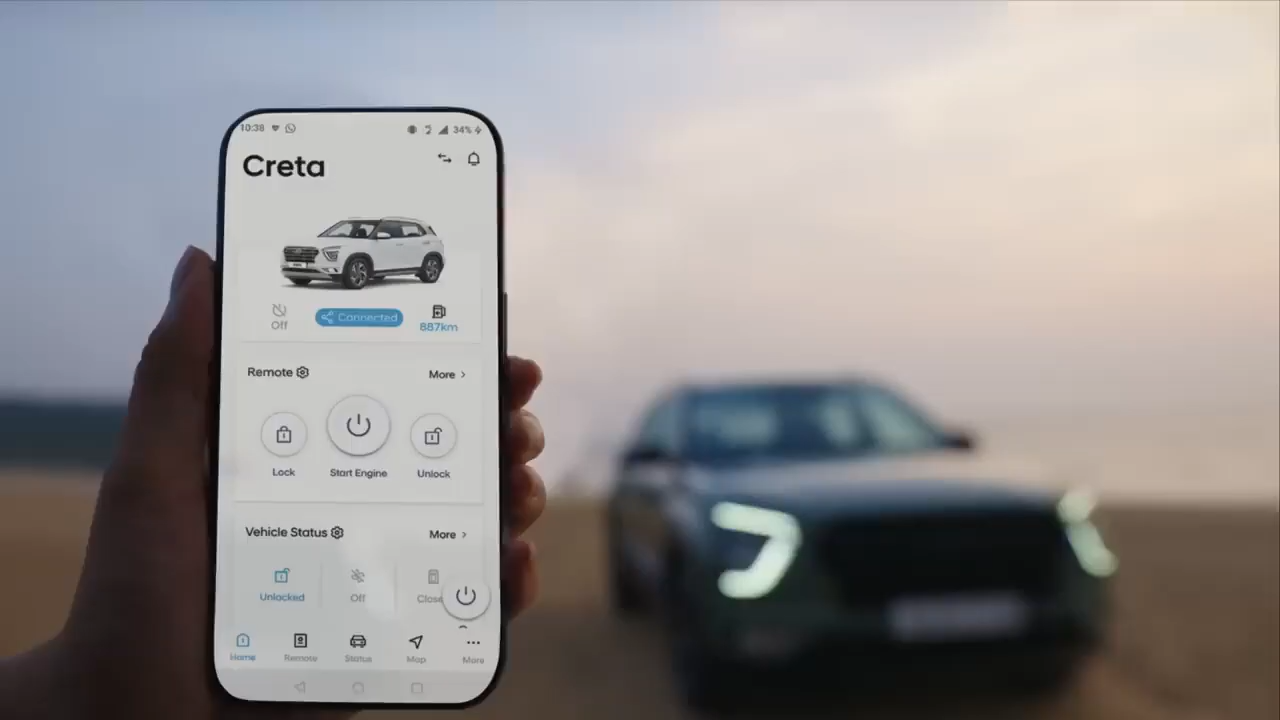 10:38 34%
Creta
Off Connected 887km
Remote More
Lock Start Engine Unlock
Vehicle Status More
Unlocked Off Close
Home Remote Status Map More